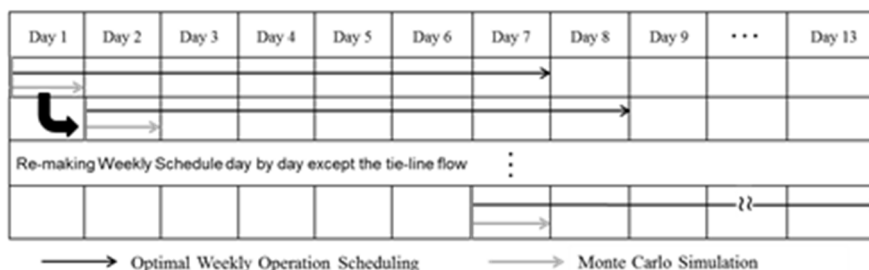 Day 1 Day 2 Day 3 Day 4 Day 5 Day 6 Day 7 Day 8 Day 9 ... Day 13
Re-making Weekly Schedule day by day except the tie-line flow
Optimal Weekly Operation Scheduling Monte Carlo Simulation